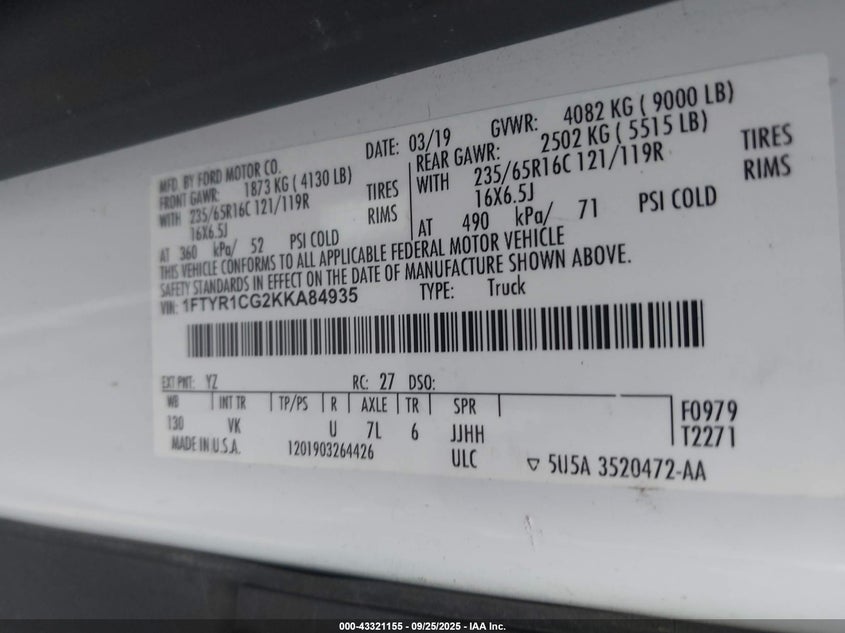 MFD. BY FORD MOTOR CO.
DATE: 03/19 GVWR: 4082 KG ( 9000 LB)
FRONT GAWR: 1873 KG ( 4130 LB)
REAR GAWR: 2502 KG ( 5515 LB)
WITH 235/65R16C 121/119R TIRES
WITH 235/65R16C 121/119R TIRES
16X6.5J RIMS
16X6.5J RIMS
AT 360 kPa/ 52 PSI COLD
AT 490 kPa/ 71 PSI COLD
THIS VEHICLE CONFORMS TO ALL APPLICABLE FEDERAL MOTOR VEHICLE
SAFETY STANDARDS IN EFFECT ON THE DATE OF MANUFACTURE SHOWN ABOVE.
VIN: 1FTYR1CG2KKA84935 TYPE: Truck
EXT PNT: YZ RC: 27 DSO:
WB INT TR TP/PS R AXLE TR SPR F0979
130 VK U 7L 6 JJHH T2271
MADE IN U.S.A. 1201903264426 ULC ▽ 5U5A 3520472-AA
000-43321155 - 09/25/2025 - IAA Inc.